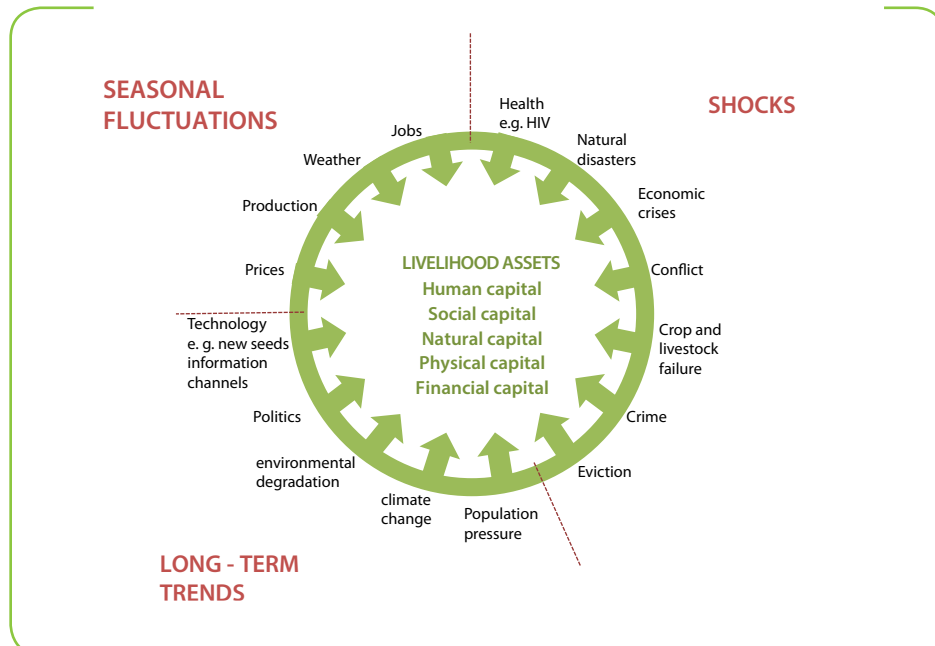 SEASONAL
FLUCTUATIONS
SHOCKS
Jobs
Weather
Production
Prices
Health
e.g. HIV
Natural
disasters
Economic
crises
Conflict
Crop and
livestock
failure
Crime
Eviction
LIVELIHOOD ASSETS
Human capital
Social capital
Natural capital
Physical capital
Financial capital
Technology
e. g. new seeds
information
channels
Politics
environmental
degradation
climate
change
Population
pressure
LONG - TERM
TRENDS